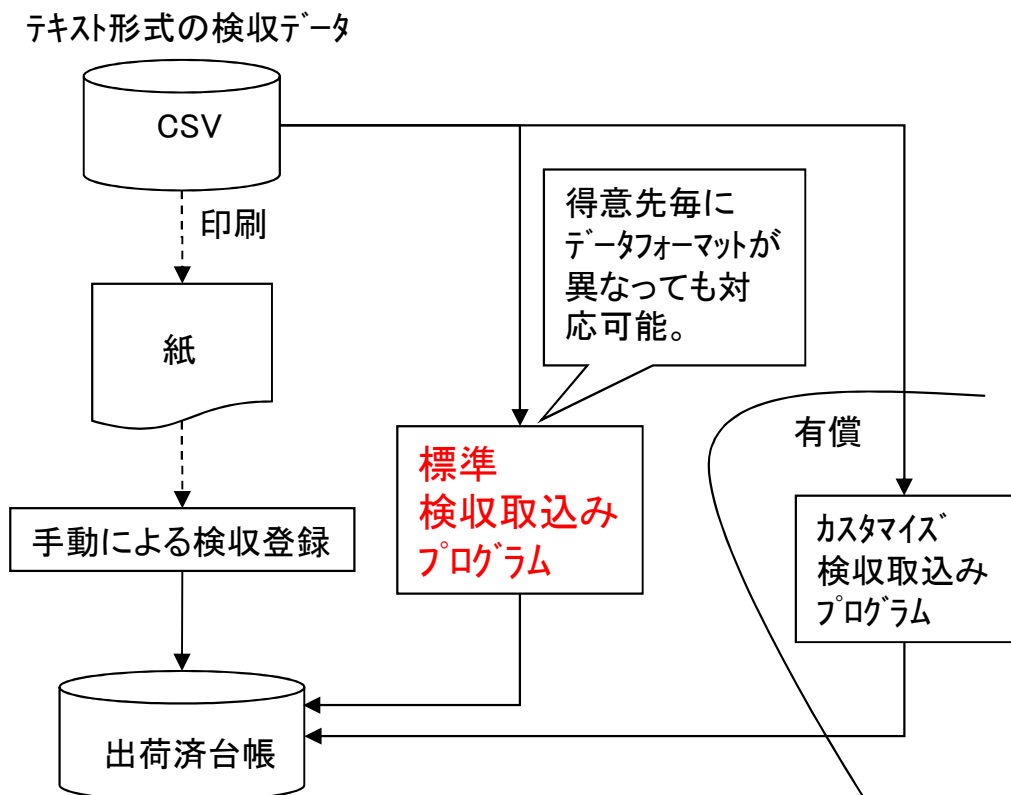 ﾃｷｽﾄ形式の検収ﾃﾞｰﾀ
CSV
印刷
紙
手動による検収登録
出荷済台帳
得意先毎に
ﾃﾞｰﾀﾌｫｰﾏｯﾄが
異なっても対
応可能。
標準
検収取込み
ﾌﾟﾛｸﾞﾗﾑ
有償
ｶｽﾀﾏｲｽﾞ
検収取込み
ﾌﾟﾛｸﾞﾗﾑ